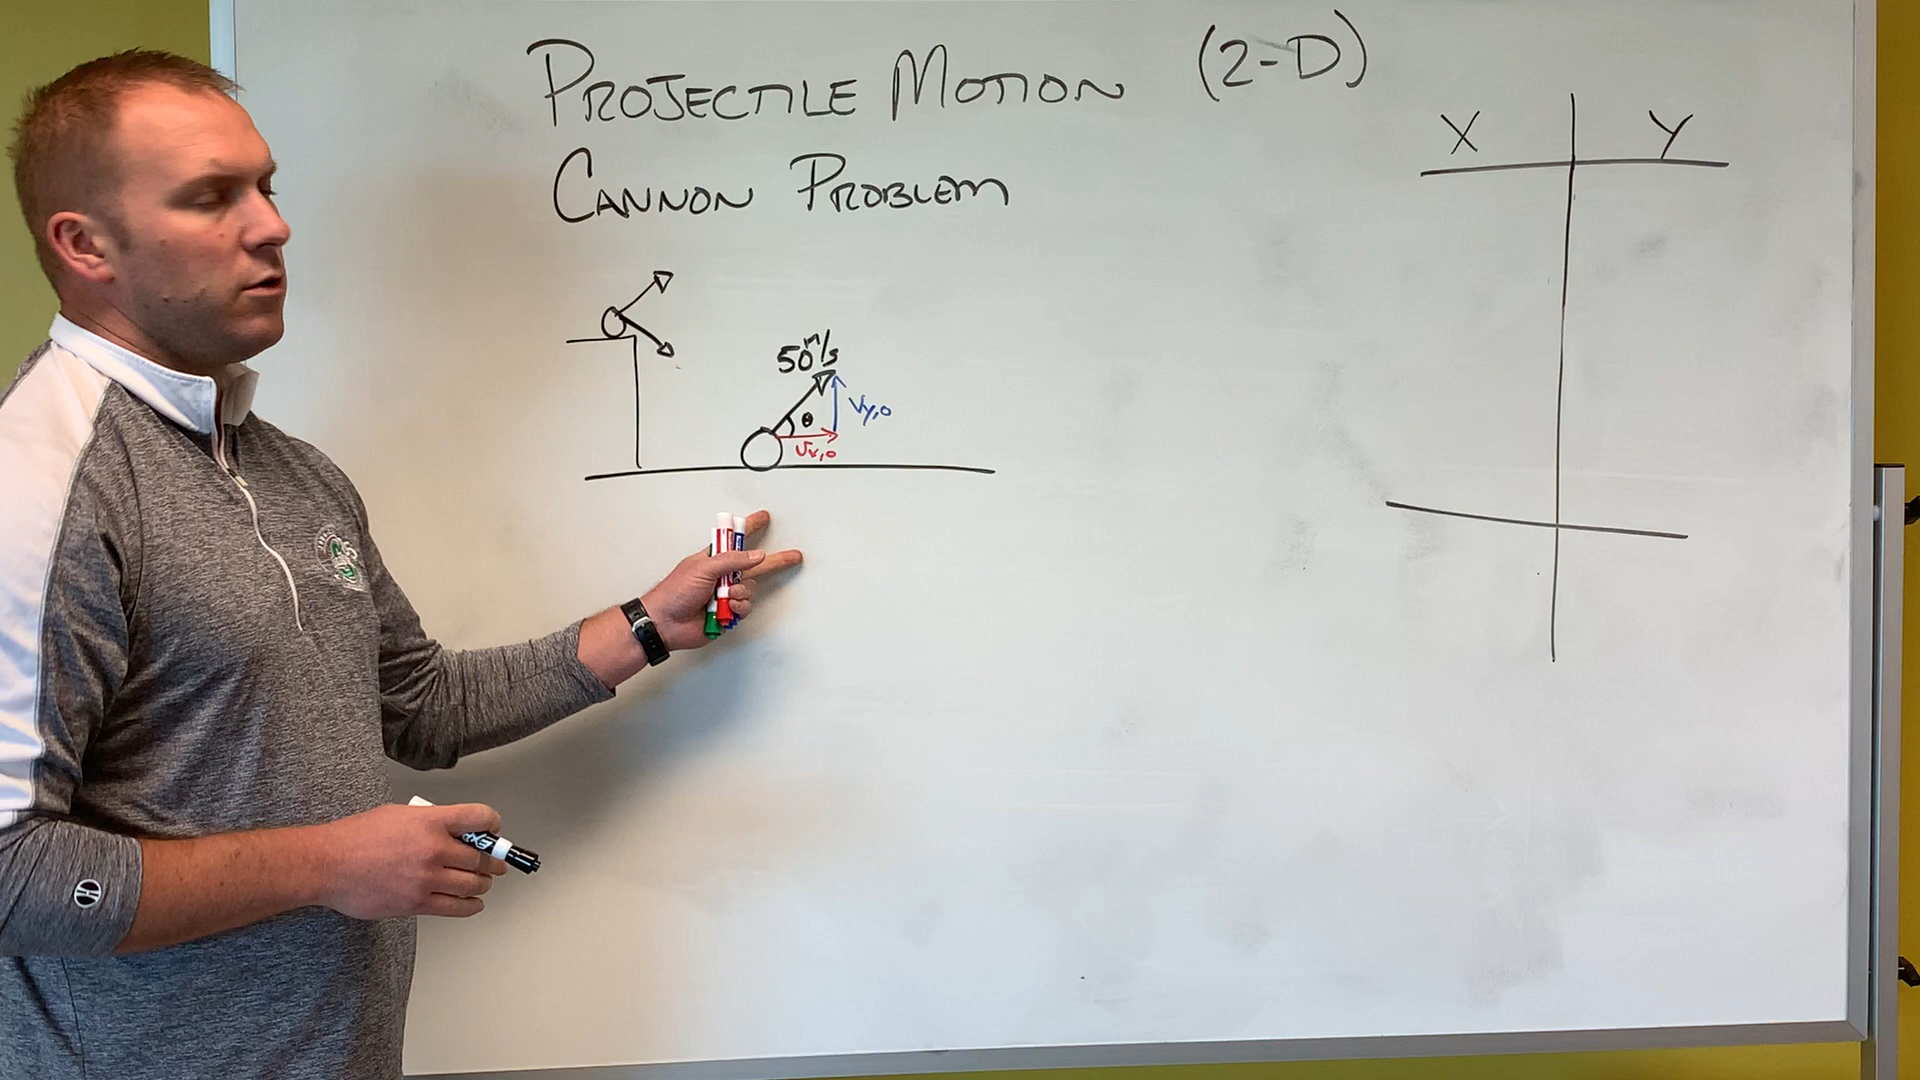 PROJECTILE MOTION (2-D)
CANNON PROBLEM
X Y
50 m/s
θ
Vy,0
Vx,0